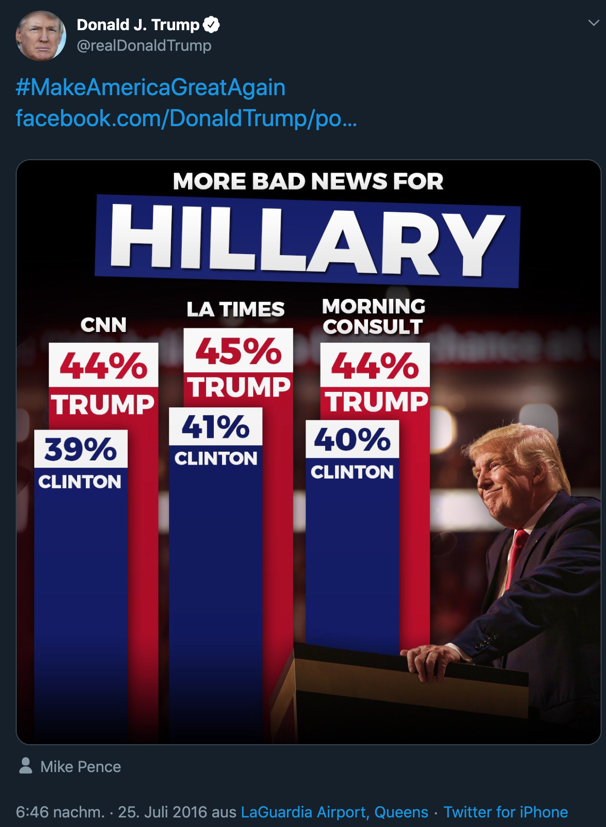 Donald J. Trump
@realDonaldTrump
#MakeAmericaGreatAgain
facebook.com/DonaldTrump/po...
MORE BAD NEWS FOR
HILLARY
CNN
44%
TRUMP
39%
CLINTON
LA TIMES
45%
TRUMP
41%
CLINTON
MORNING
CONSULT
44%
TRUMP
40%
CLINTON
Mike Pence
6:46 nachm. · 25. Juli 2016 aus LaGuardia Airport, Queens · Twitter for iPhone